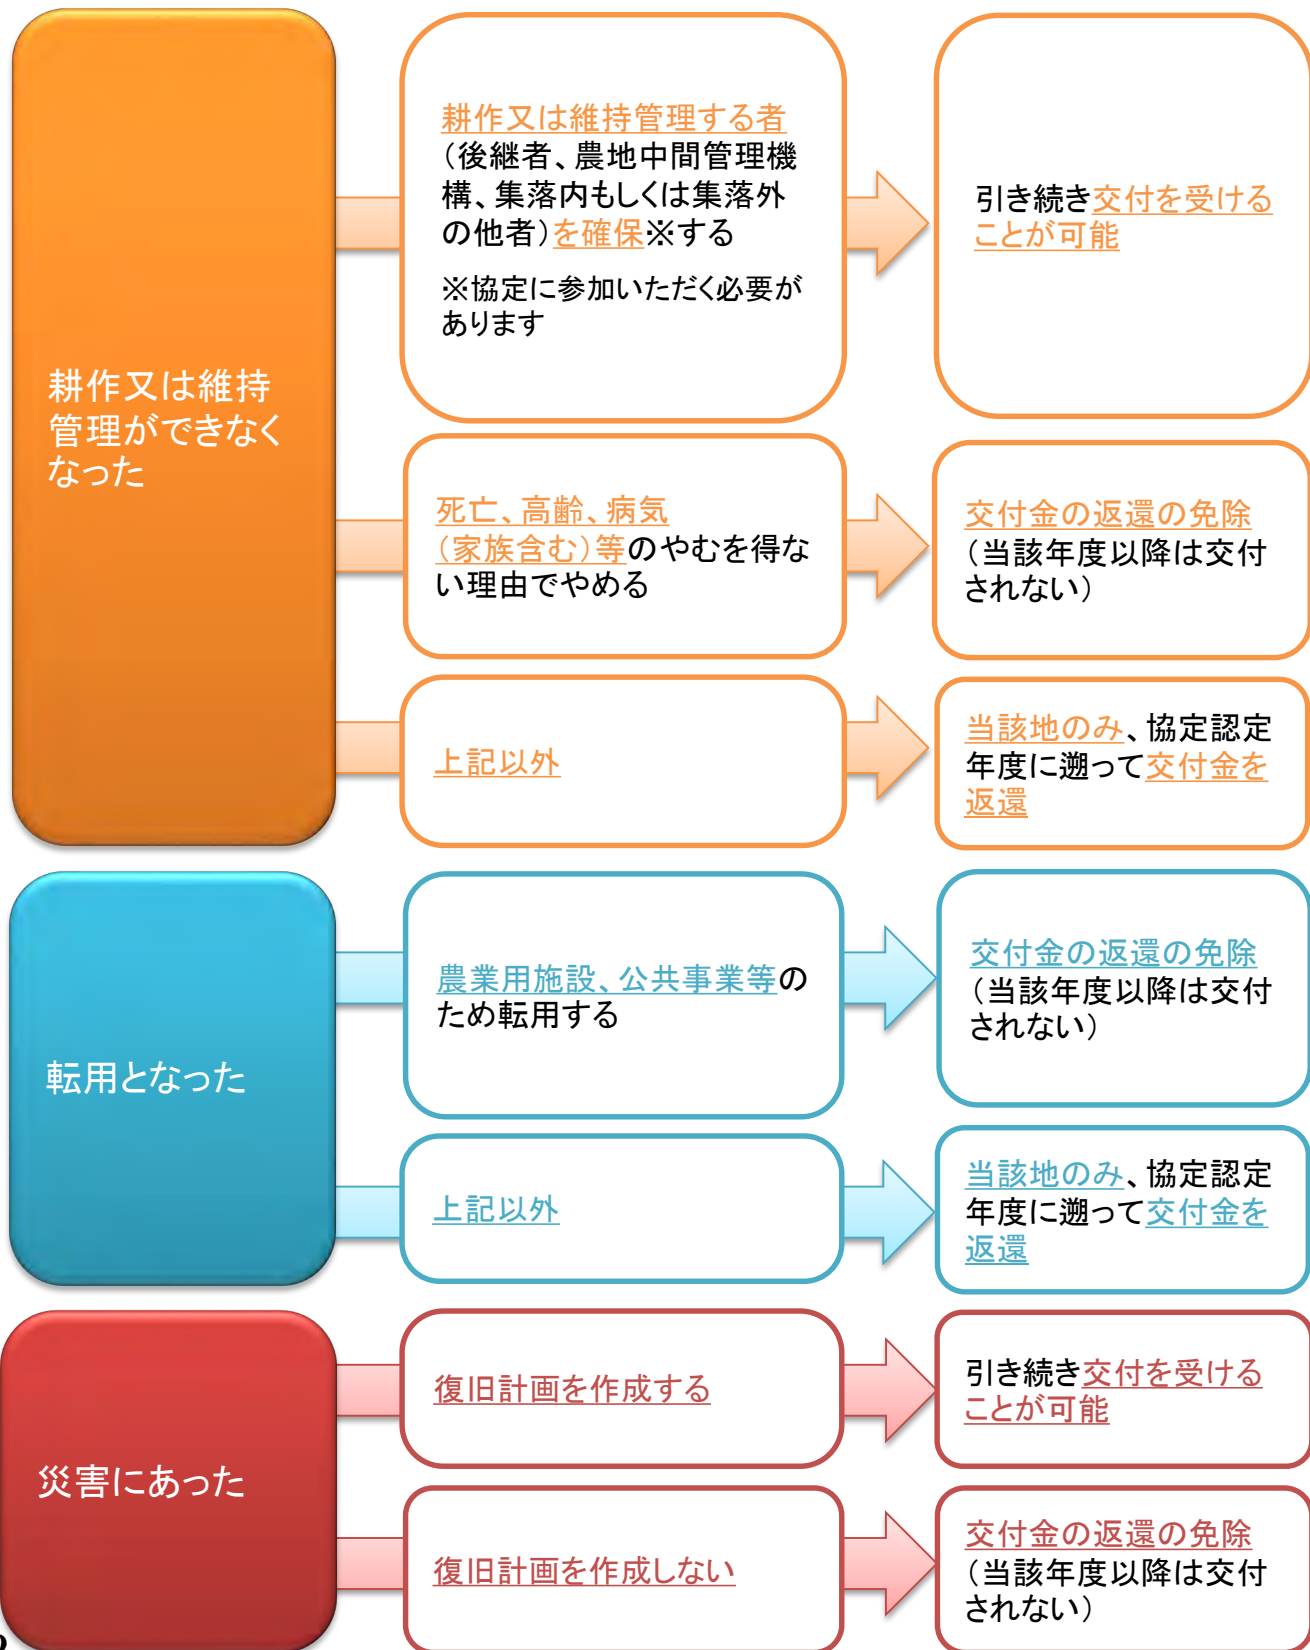 耕作又は維持
管理ができなく
なった
耕作又は維持管理する者
（後継者、農地中間管理機
構、集落内もしくは集落外
の他者）を確保※する
※協定に参加いただく必要が
あります
引き続き交付を受ける
ことが可能
死亡、高齢、病気
（家族含む）等のやむを得な
い理由でやめる
交付金の返還の免除
（当該年度以降は交付
されない）
上記以外
当該地のみ、協定認定
年度に遡って交付金を
返還
転用となった
農業用施設、公共事業等の
ため転用する
交付金の返還の免除
（当該年度以降は交付
されない）
上記以外
当該地のみ、協定認定
年度に遡って交付金を
返還
災害にあった
復旧計画を作成する
引き続き交付を受ける
ことが可能
復旧計画を作成しない
交付金の返還の免除
（当該年度以降は交付
されない）